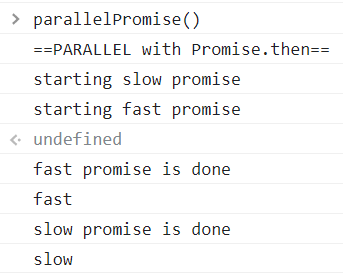 parallelPromise()
==PARALLEL with Promise.then==
starting slow promise
starting fast promise
undefined
fast promise is done
fast
slow promise is done
slow